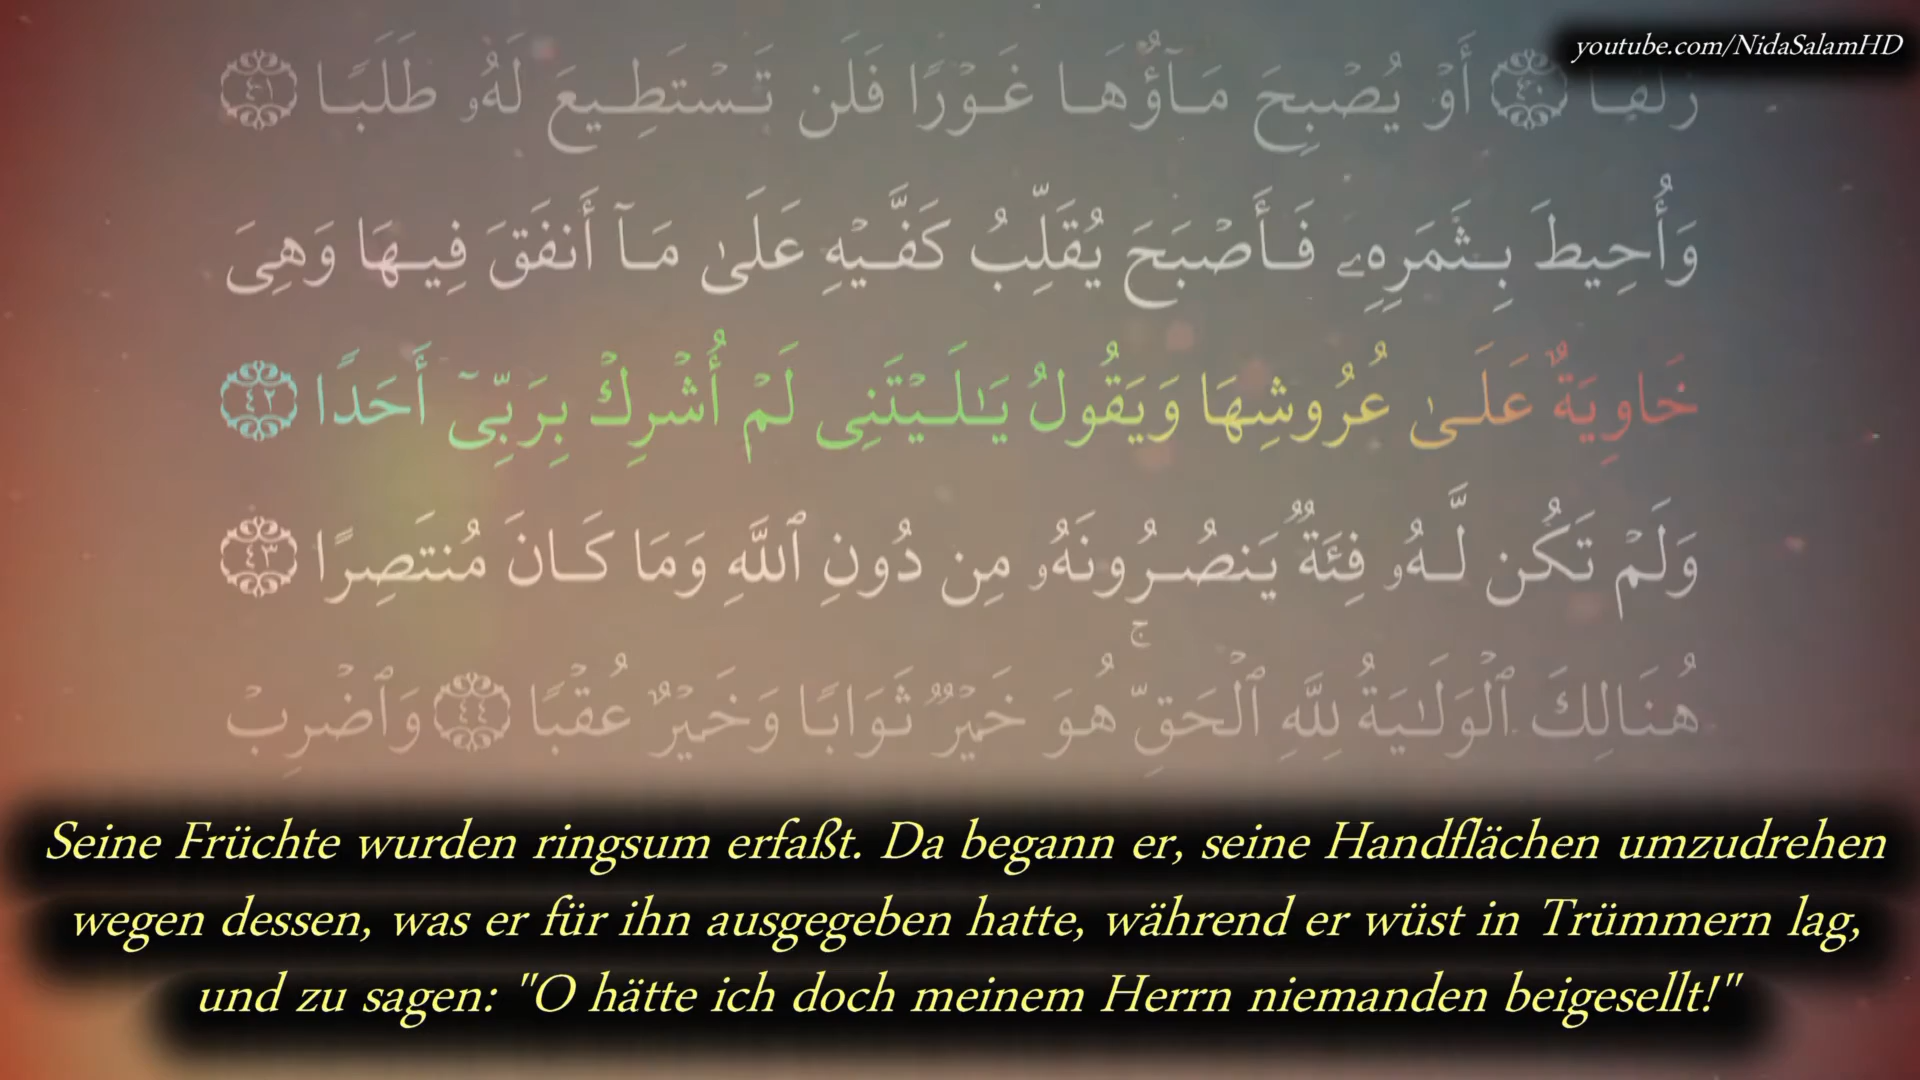 youtube.com/NidaSalamHD
زَلَقًا ٤٠ أَوْ يُصْبِحَ مَآؤُهَا غَوْرًا فَلَن تَسْتَطِيعَ لَهُۥ طَلَبًا ٤١
وَأُحِيطَ بِثَمَرِهِۦ فَأَصْبَحَ يُقَلِّبُ كَفَّيْهِ عَلَىٰ مَآ أَنفَقَ فِيهَا وَهِىَ
خَاوِيَةٌ عَلَىٰ عُرُوشِهَا وَيَقُولُ يَـٰلَيْتَنِى لَمْ أُشْرِكْ بِرَبِّىٓ أَحَدًا ٤٢
وَلَمْ تَكُن لَّهُۥ فِئَةٌ يَنصُرُونَهُۥ مِن دُونِ ٱللَّهِ وَمَا كَانَ مُنتَصِرًا ٤٣
هُنَالِكَ ٱلْوَلَـٰيَةُ لِلَّهِ ٱلْحَقِّ ۚ هُوَ خَيْرٌ ثَوَابًا وَخَيْرٌ عُقْبًا ٤٤ وَٱضْرِبْ
Seine Früchte wurden ringsum erfaßt. Da begann er, seine Handflächen umzudrehen
wegen dessen, was er für ihn ausgegeben hatte, während er wüst in Trümmern lag,
und zu sagen: "O hätte ich doch meinem Herrn niemanden beigesellt!"